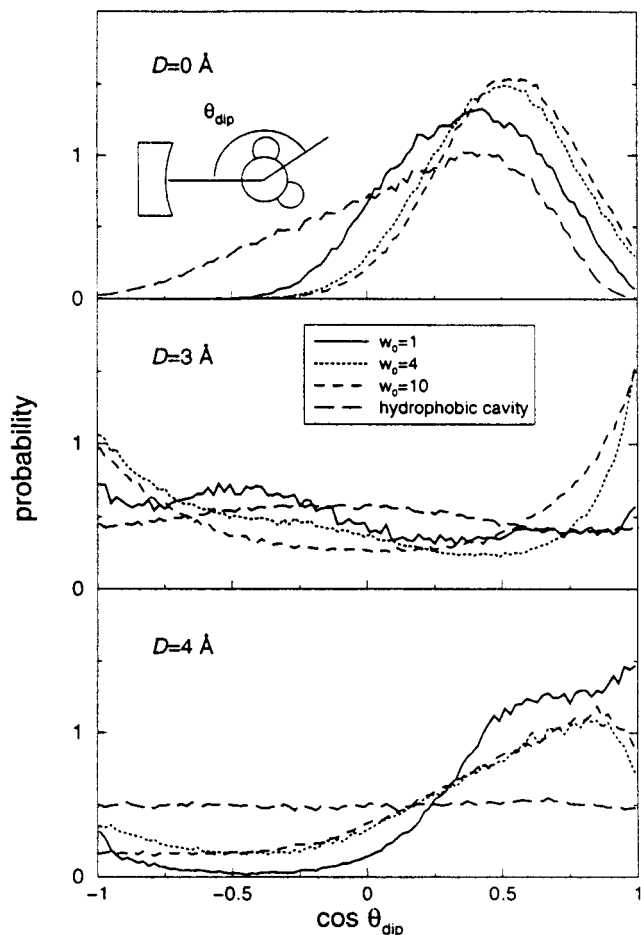 D=0 Å
θdip
1
0
w₀=1
w₀=4
w₀=10
hydrophobic cavity
D=3 Å
probability
1
0
D=4 Å
1
0
-1
-0.5
0
0.5
1
cos θdip